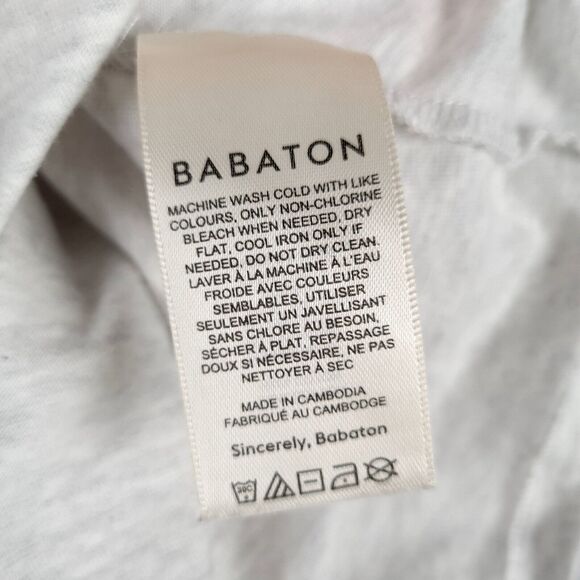 BABATON
MACHINE WASH COLD WITH LIKE
COLOURS, ONLY NON-CHLORINE
BLEACH WHEN NEEDED, DRY
FLAT, COOL IRON ONLY IF
NEEDED, DO NOT DRY CLEAN.
LAVER À LA MACHINE À L'EAU
FROIDE AVEC COULEURS
SEMBLABLES, UTILISER
SEULEMENT UN JAVELLISANT
SANS CHLORE AU BESOIN,
SÉCHER À PLAT, REPASSAGE
DOUX SI NÉCESSAIRE, NE PAS
NETTOYER À SEC
MADE IN CAMBODIA
FABRIQUÉ AU CAMBODGE
Sincerely, Babaton
30C